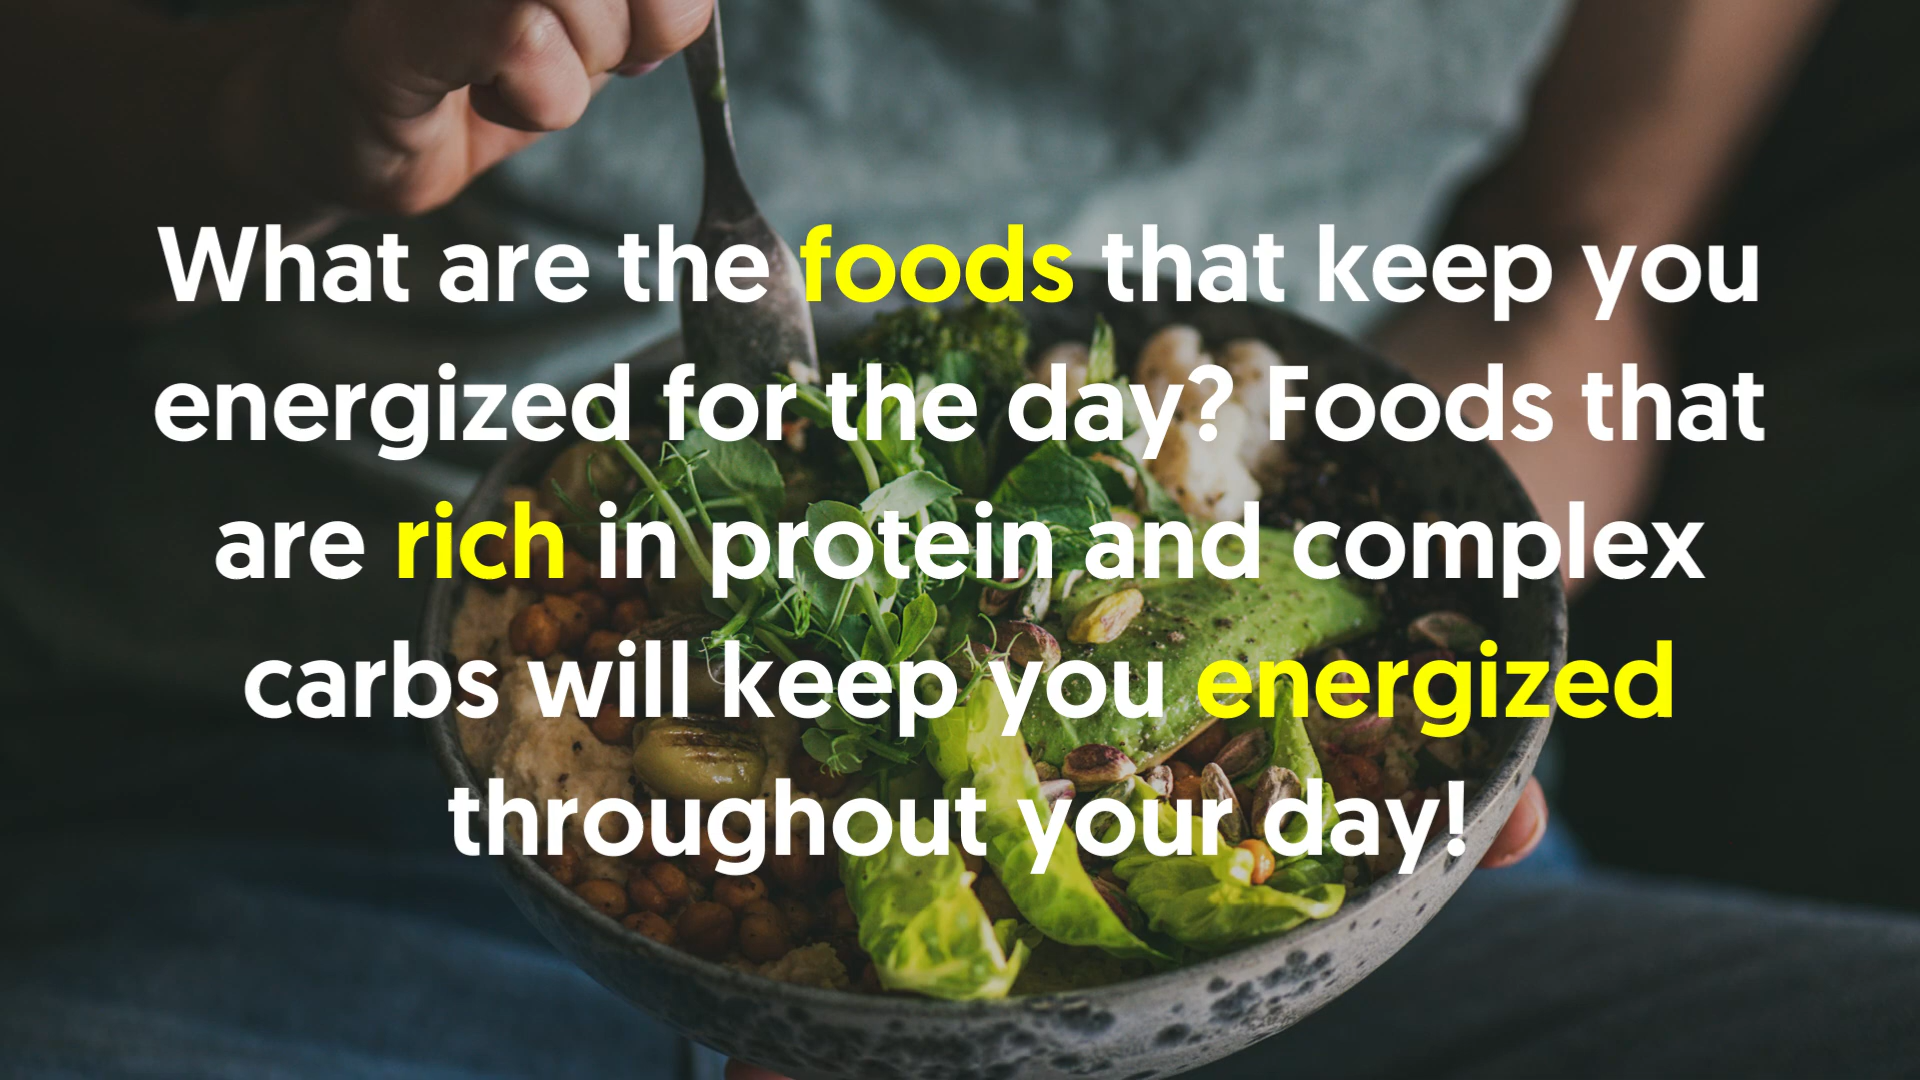 What are the foods that keep you
energized for the day? Foods that
are rich in protein and complex
carbs will keep you energized
throughout your day!